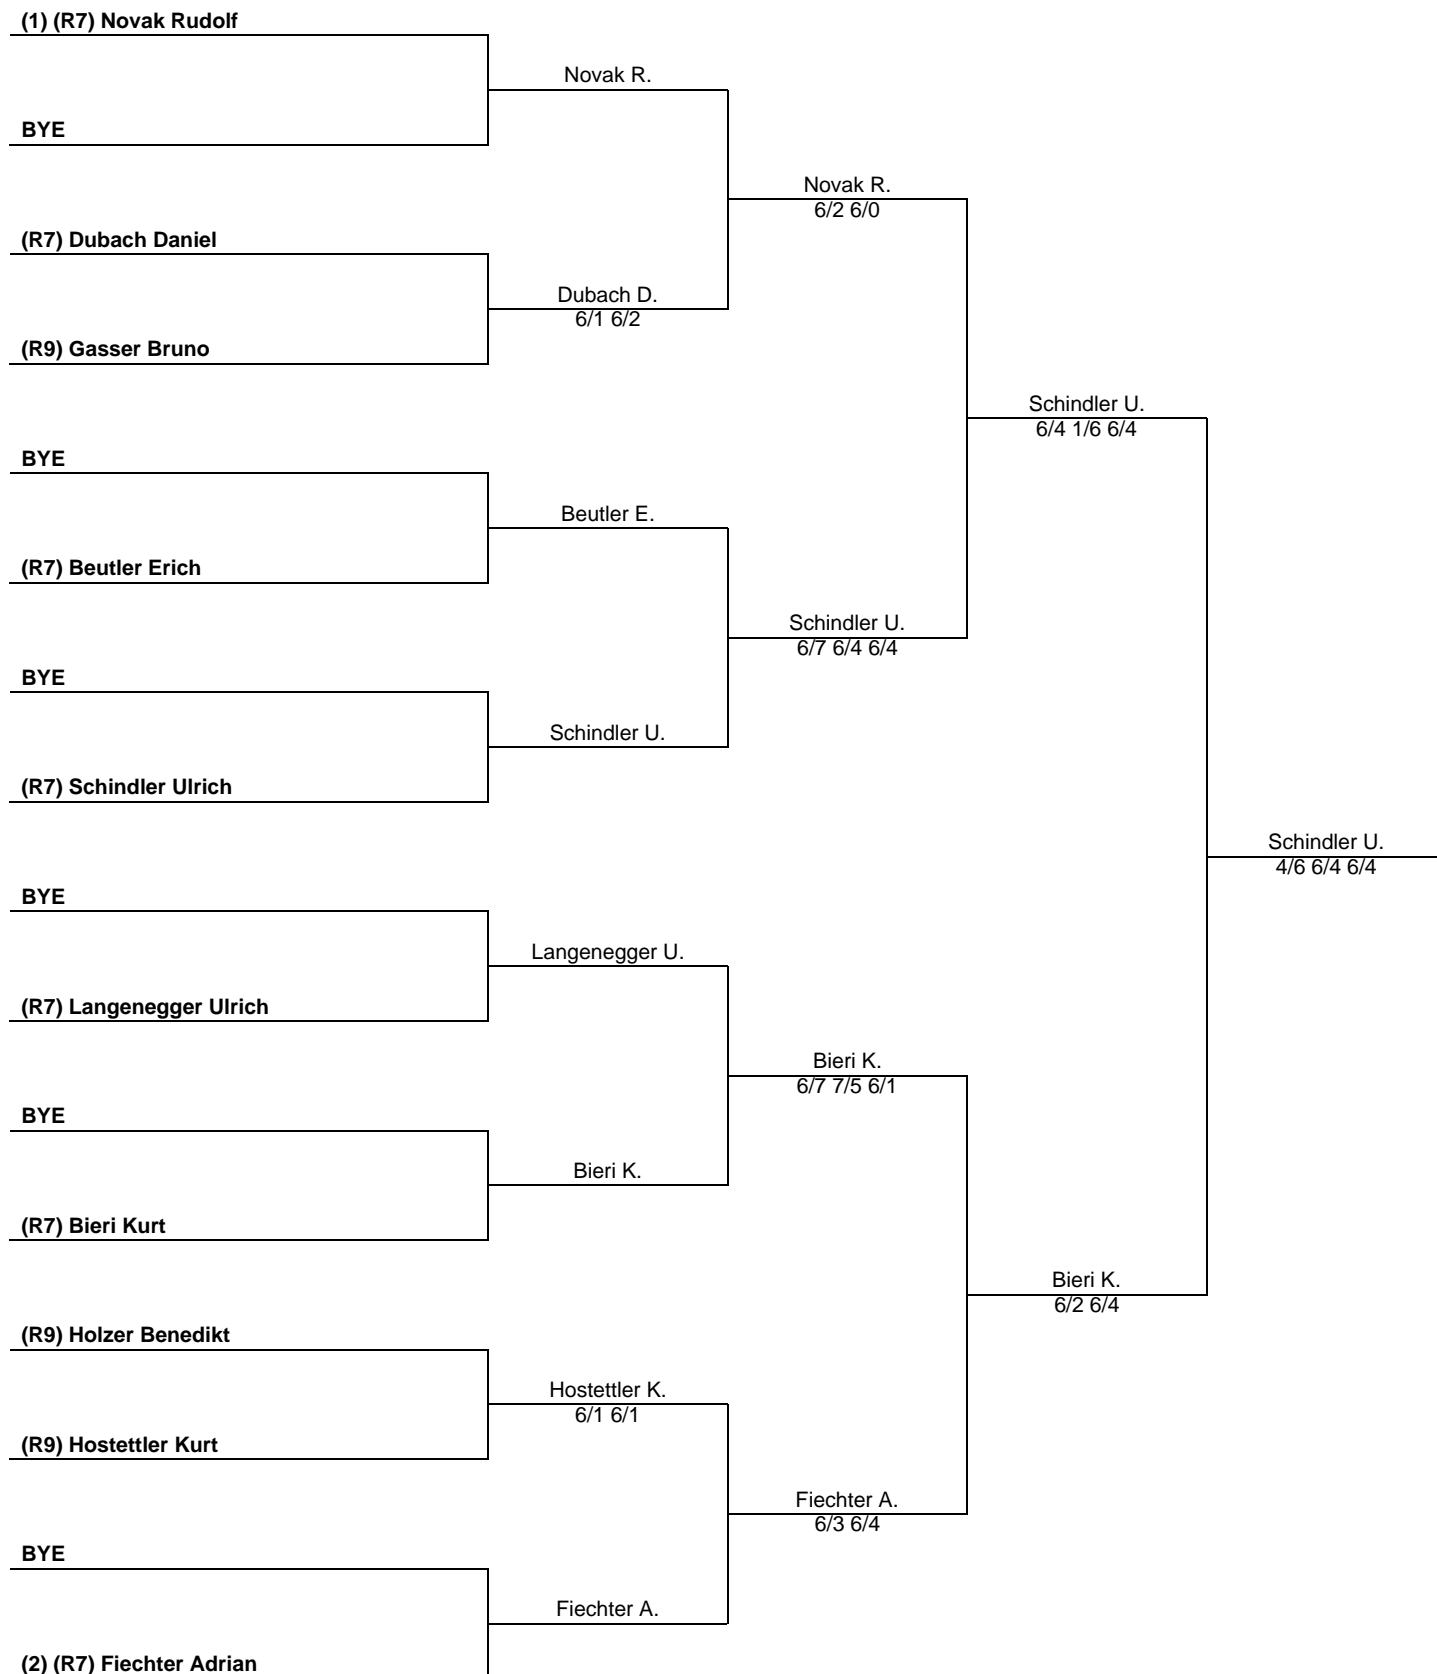 (1) (R7) Novak Rudolf
Novak R.
BYE
Novak R.
6/2 6/0
(R7) Dubach Daniel
Dubach D.
6/1 6/2
(R9) Gasser Bruno
Schindler U.
6/4 1/6 6/4
BYE
Beutler E.
(R7) Beutler Erich
Schindler U.
6/7 6/4 6/4
BYE
Schindler U.
(R7) Schindler Ulrich
Schindler U.
4/6 6/4 6/4
BYE
Langenegger U.
(R7) Langenegger Ulrich
Bieri K.
6/7 7/5 6/1
BYE
Bieri K.
(R7) Bieri Kurt
Bieri K.
6/2 6/4
(R9) Holzer Benedikt
Hostettler K.
6/1 6/1
(R9) Hostettler Kurt
Fiechter A.
6/3 6/4
BYE
Fiechter A.
(2) (R7) Fiechter Adrian